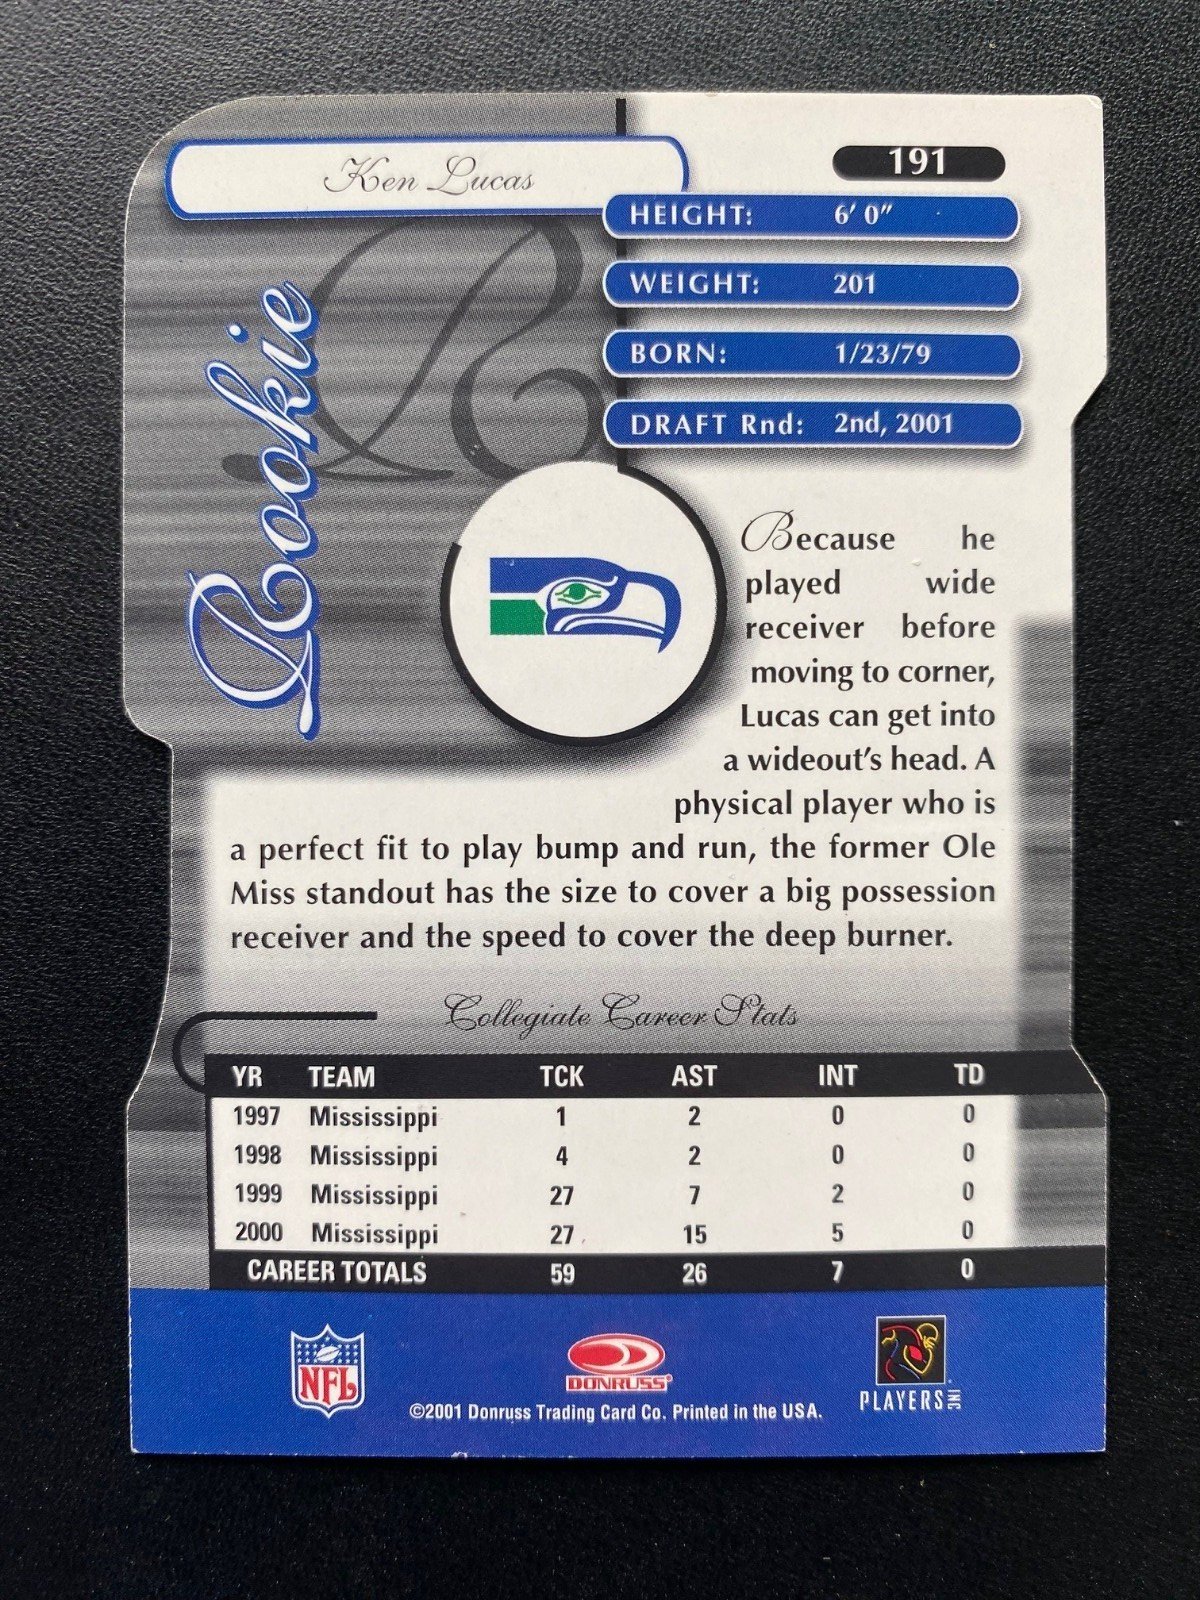 Ken Lucas
191
HEIGHT: 6' 0"
WEIGHT: 201
BORN: 1/23/79
DRAFT Rnd: 2nd, 2001
Rookie
Because he
played wide
receiver before
moving to corner,
Lucas can get into
a wideout's head. A
physical player who is
a perfect fit to play bump and run, the former Ole
Miss standout has the size to cover a big possession
receiver and the speed to cover the deep burner.
Collegiate Career Stats
YR TEAM TCK AST INT TD
1997 Mississippi 1 2 0 0
1998 Mississippi 4 2 0 0
1999 Mississippi 27 7 2 0
2000 Mississippi 27 15 5 0
CAREER TOTALS 59 26 7 0
NFL
DONRUSS
PLAYERS INC
©2001 Donruss Trading Card Co. Printed in the USA.